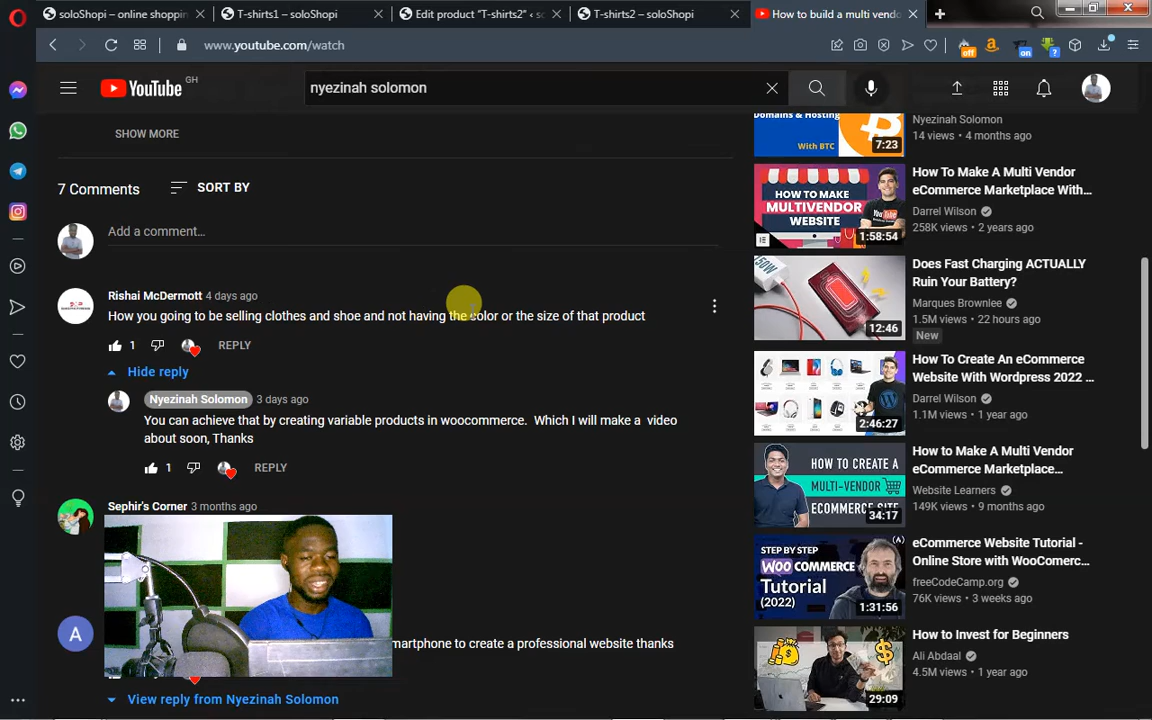 soloShopi – online shoppin
T-shirts1 – soloShopi
Edit product "T-shirts2" ‹ so
T-shirts2 – soloShopi
How to build a multi vendo
www.youtube.com/watch
off
on
?
YouTube
GH
nyezinah solomon
SHOW MORE
7 Comments
SORT BY
Add a comment...
Rishai McDermott 4 days ago
How you going to be selling clothes and shoe and not having the color or the size of that product
1
REPLY
Hide reply
Nyezinah Solomon 3 days ago
You can achieve that by creating variable products in woocommerce. Which I will make a video
about soon, Thanks
1
REPLY
Sephir's Corner 3 months ago
A
martphone to create a professional website thanks
View reply from Nyezinah Solomon
Domains & Hosting
With BTC
7:23
Nyezinah Solomon
14 views • 4 months ago
HOW TO MAKE
MULTIVENDOR
WEBSITE
YouTube
1:58:54
How To Make A Multi Vendor
eCommerce Marketplace With...
Darrel Wilson
258K views • 2 years ago
150W
12:46
Does Fast Charging ACTUALLY
Ruin Your Battery?
Marques Brownlee
1.5M views • 22 hours ago
New
2:46:27
How To Create An eCommerce
Website With Wordpress 2022 ...
Darrel Wilson
1.1M views • 1 year ago
HOW TO CREATE A
MULTI-VENDOR
ECOMMERCE SITE
34:17
How to Make A Multi Vendor
eCommerce Marketplace...
Website Learners
149K views • 9 months ago
STEP BY STEP
WOO COMMERCE
Tutorial
(2022)
1:31:56
eCommerce Website Tutorial -
Online Store with WooComerc...
freeCodeCamp.org
76K views • 3 weeks ago
29:09
How to Invest for Beginners
Ali Abdaal
4.5M views • 1 year ago